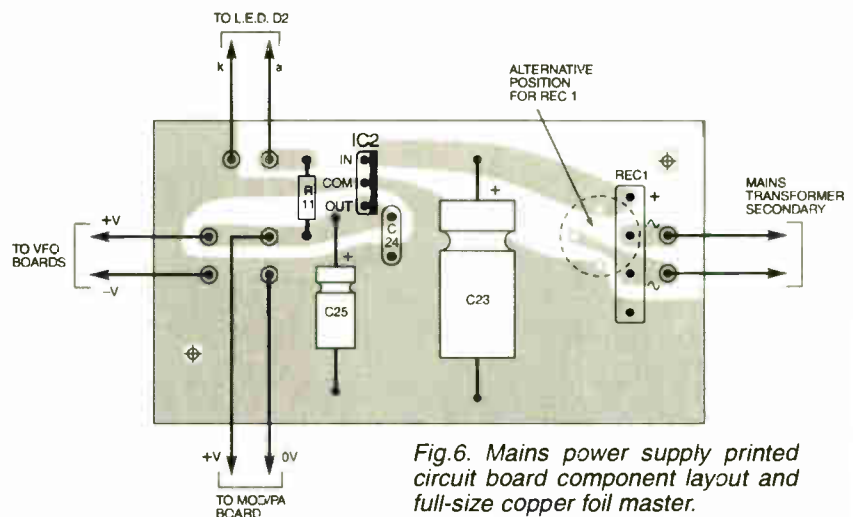 TO L.E.D. D2
k
a
ALTERNATIVE
POSITION
FOR REC 1
IC2
IN
COM
OUT
R
11
+
REC1
+
~
~
MAINS
TRANSFORMER
SECONDARY
+V
TO VFO
BOARDS
-V
C
24
+
C25
C23
+V
0V
TO MOD/PA
BOARD
Fig.6. Mains power supply printed
circuit board component layout and
full-size copper foil master.